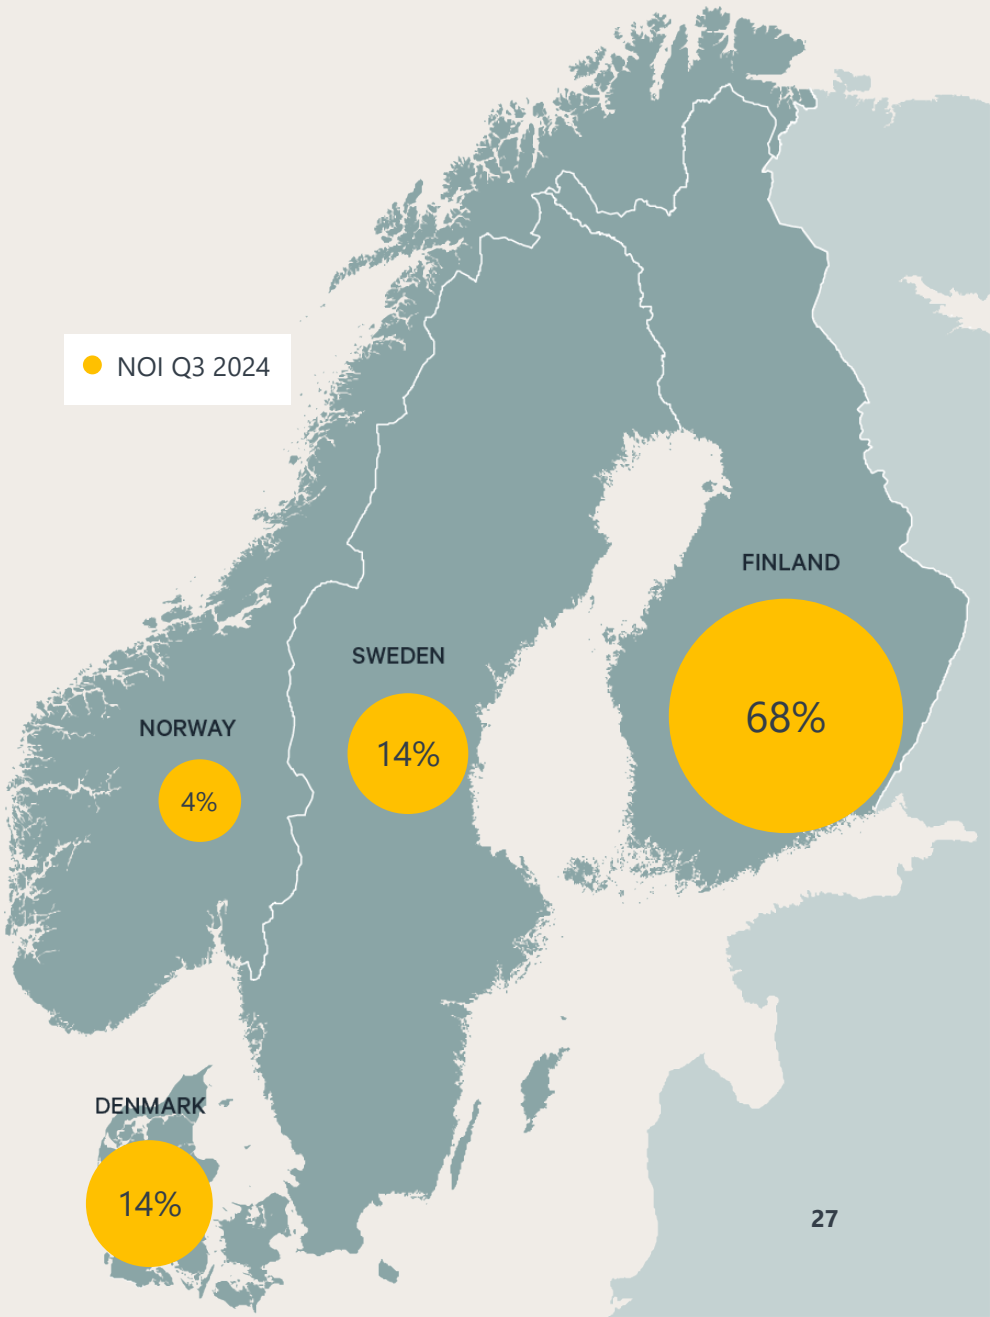 NOI Q3 2024
FINLAND
68%
SWEDEN
14%
NORWAY
4%
DENMARK
14%
27